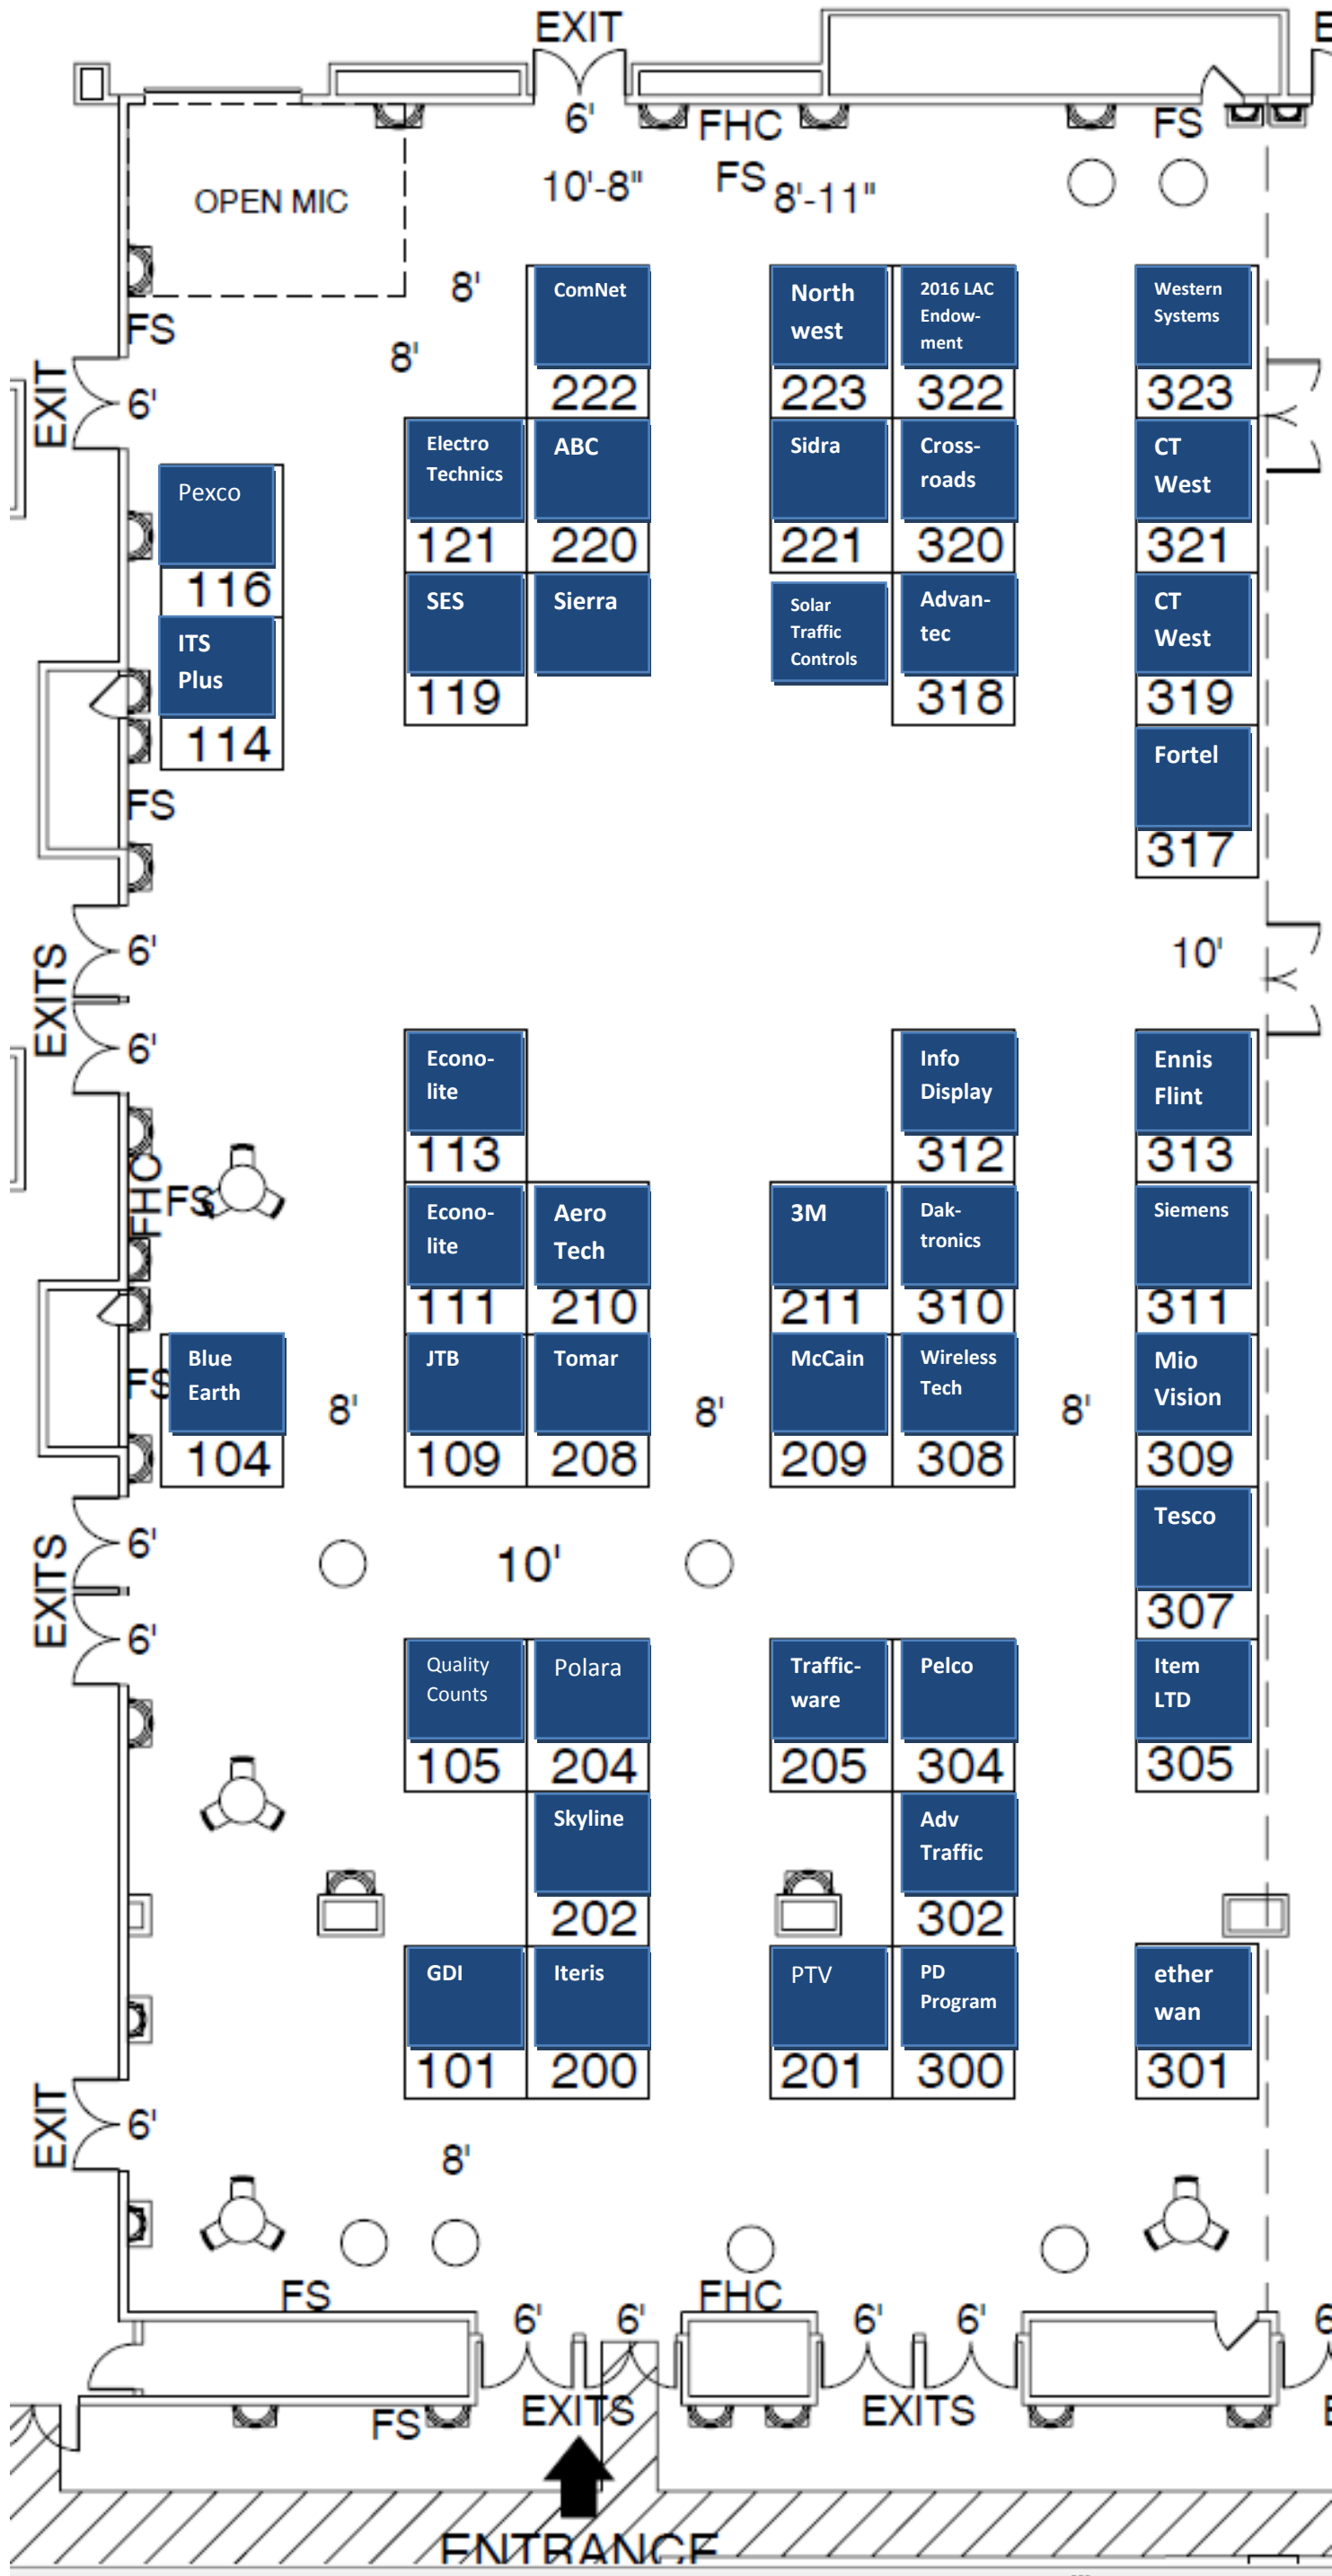 EXIT
E
6'
FHC
FS
10'-8"
FS
8'-11"
OPEN MIC
8'
FS
8'
EXIT
6'
ComNet
222
North
west
223
2016 LAC
Endow-
ment
322
Western
Systems
323
Electro
Technics
121
ABC
220
Sidra
221
Cross-
roads
320
CT
West
321
Pexco
116
SES
119
Sierra
Solar
Traffic
Controls
Advan-
tec
318
CT
West
319
ITS
Plus
114
FS
Fortel
317
EXITS
6'
6'
10'
Econo-
lite
113
Info
Display
312
Ennis
Flint
313
FHC
FS
Econo-
lite
111
Aero
Tech
210
3M
211
Dak-
tronics
310
Siemens
311
FS
Blue
Earth
104
8'
JTB
109
Tomar
208
8'
McCain
209
Wireless
Tech
308
8'
Mio
Vision
309
EXITS
6'
6'
10'
Tesco
307
Quality
Counts
105
Polara
204
Traffic-
ware
205
Pelco
304
Item
LTD
305
Skyline
202
Adv
Traffic
302
GDI
101
Iteris
200
PTV
201
PD
Program
300
ether
wan
301
EXIT
6'
8'
FS
FHC
6'
6'
6'
6'
6
FS
EXITS
EXITS
E
ENTRANCE